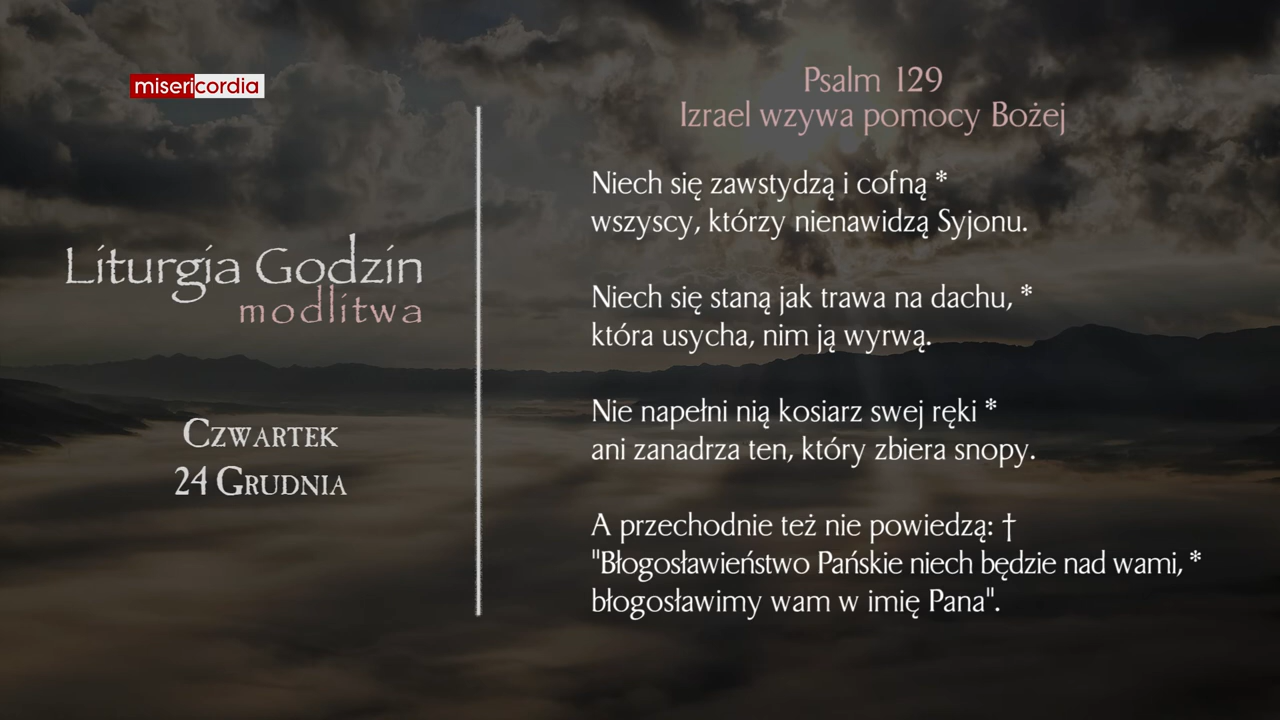 misericordia
Liturgia Godzin
modlitwa
Czwartek
24 Grudnia
Psalm 129
Izrael wzywa pomocy Bożej
Niech się zawstydzą i cofną *
wszyscy, którzy nienawidzą Syjonu.
Niech się staną jak trawa na dachu, *
która usycha, nim ją wyrwą.
Nie napełni nią kosiarz swej ręki *
ani zanadrza ten, który zbiera snopy.
A przechodnie też nie powiedzą: †
"Błogosławieństwo Pańskie niech będzie nad wami, *
błogosławimy wam w imię Pana".